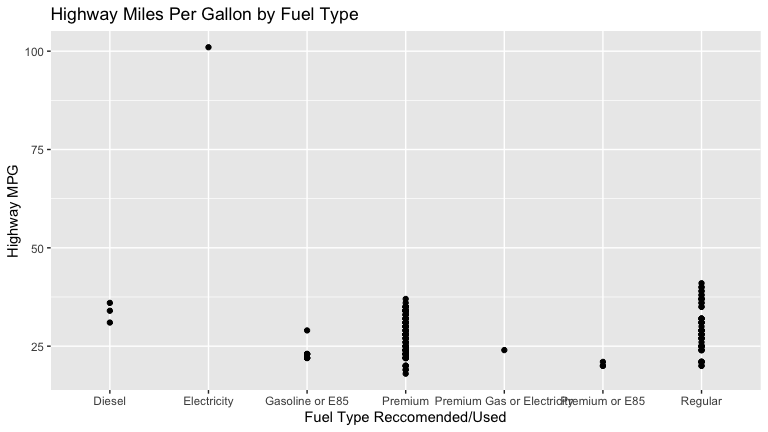 Highway Miles Per Gallon by Fuel Type
100
75
50
25
Highway MPG
Diesel Electricity Gasoline or E85 Premium Premium Gas or Electricity Premium or E85 Regular
Fuel Type Reccomended/Used